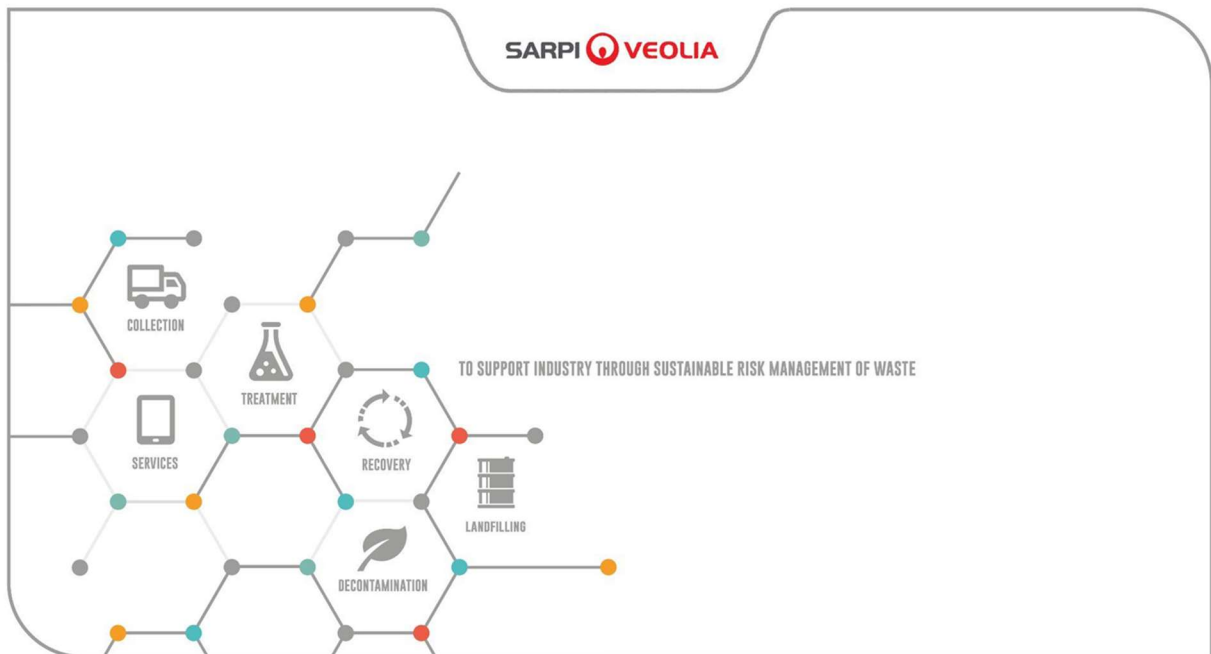 SARPI VEOLIA
COLLECTION
TREATMENT
TO SUPPORT INDUSTRY THROUGH SUSTAINABLE RISK MANAGEMENT OF WASTE
SERVICES
RECOVERY
LANDFILLING
DECONTAMINATION